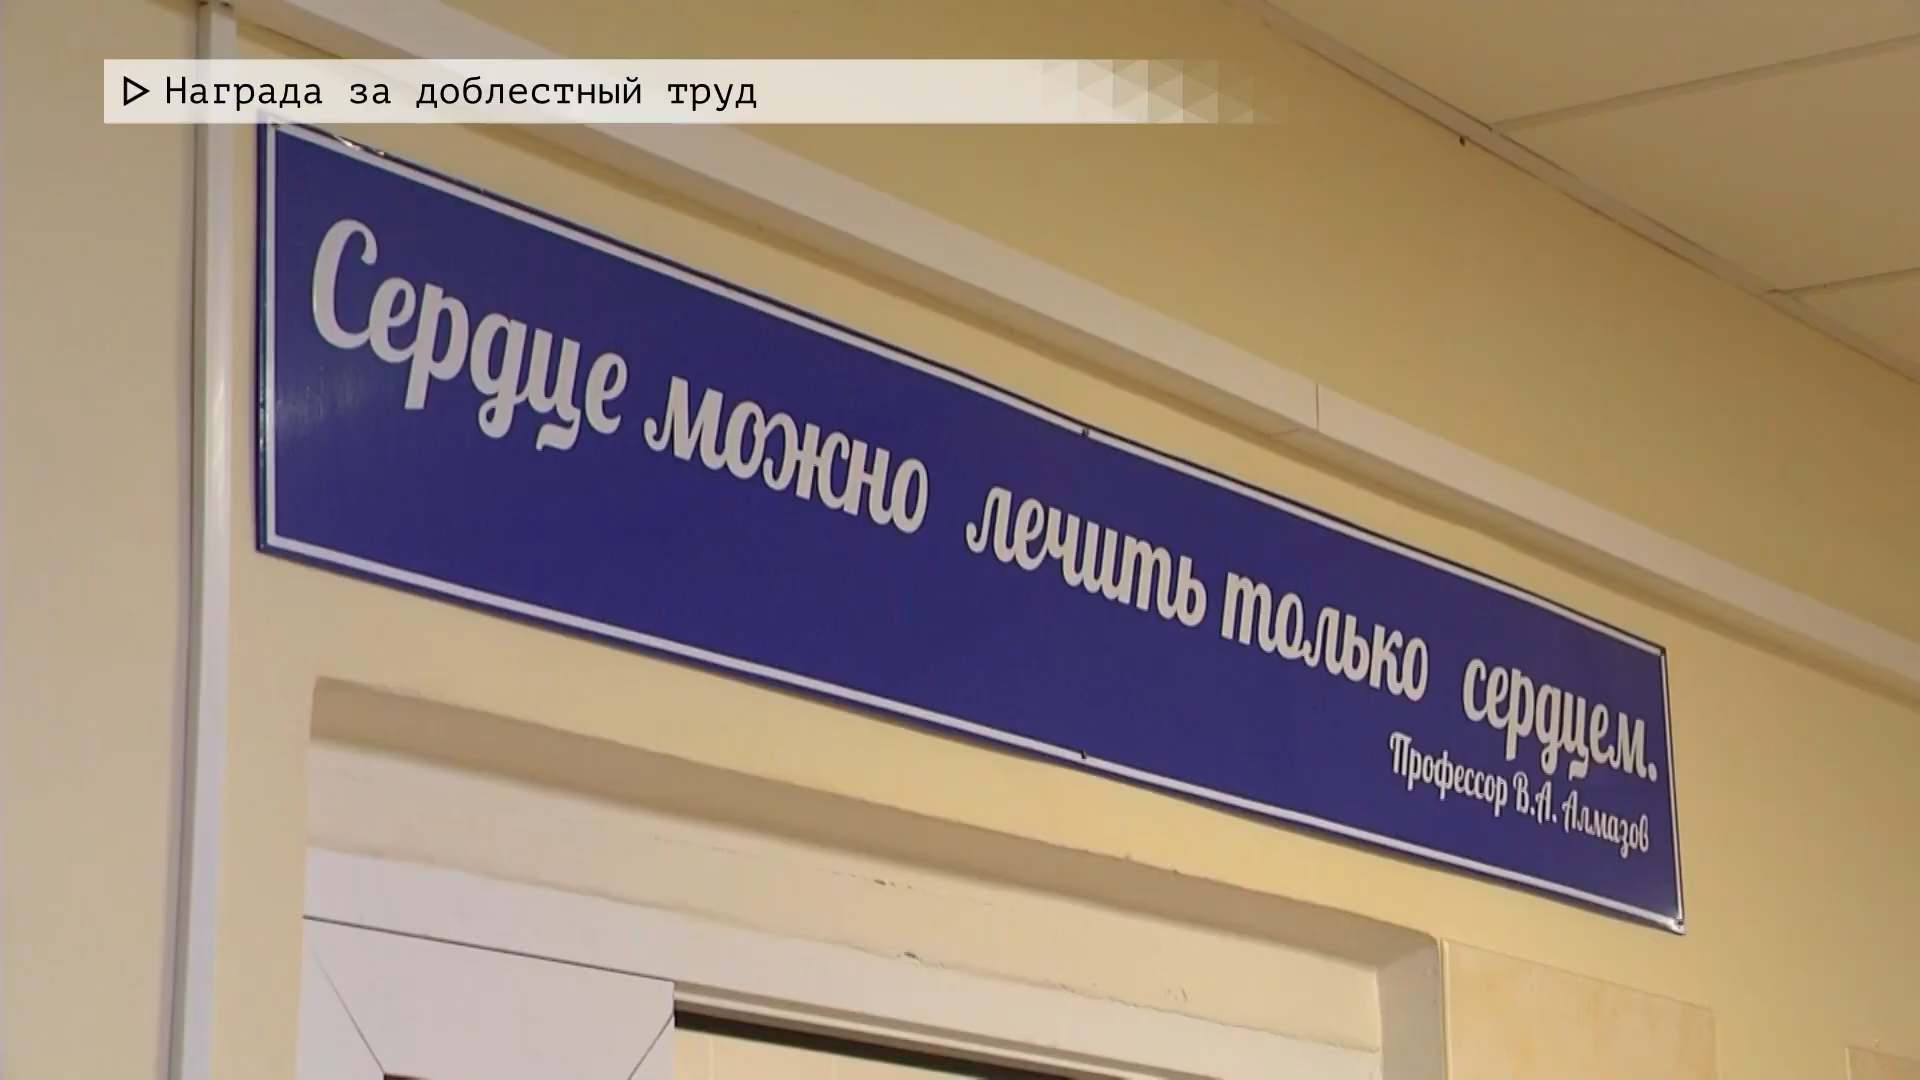 Награда за доблестный труд
Сердце можно лечить только сердцем.
Профессор В.А. Алмазов